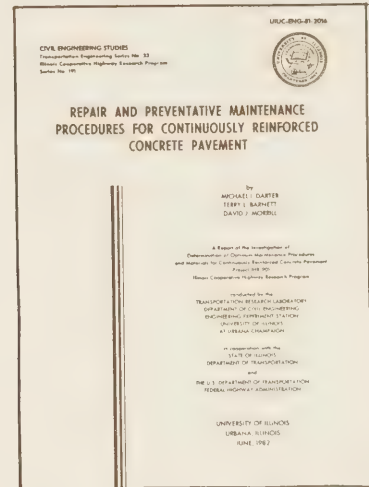 UILU-ENG-81-2016
CIVIL ENGINEERING STUDIES
Transportation Engineering Series No. 33
Illinois Cooperative Highway Research Program
Series No. 191
REPAIR AND PREVENTATIVE MAINTENANCE
PROCEDURES FOR CONTINUOUSLY REINFORCED
CONCRETE PAVEMENT
by
MICHAEL I. DARTER
TERRY L. BARNETT
DAVID J. MORRILL
A Report of the Investigation of
Determination of Optimum Maintenance Procedures
and Materials for Continuously Reinforced Concrete Pavement
Project IHR-901
Illinois Cooperative Highway Research Program
conducted by the
TRANSPORTATION RESEARCH LABORATORY
DEPARTMENT OF CIVIL ENGINEERING
ENGINEERING EXPERIMENT STATION
UNIVERSITY OF ILLINOIS
AT URBANA CHAMPAIGN
in cooperation with the
STATE OF ILLINOIS
DEPARTMENT OF TRANSPORTATION
and
THE U.S. DEPARTMENT OF TRANSPORTATION
FEDERAL HIGHWAY ADMINISTRATION
UNIVERSITY OF ILLINOIS
URBANA, ILLINOIS
JUNE, 1982